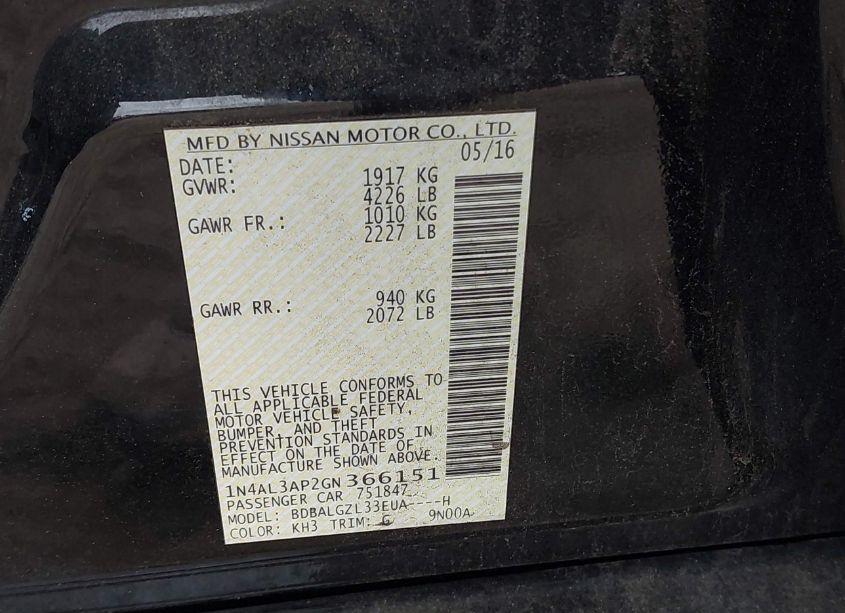 MFD BY NISSAN MOTOR CO., LTD.
DATE: 05/16
GVWR: 1917 KG
4226 LB
GAWR FR.: 1010 KG
2227 LB
GAWR RR.: 940 KG
2072 LB
THIS VEHICLE CONFORMS TO
ALL APPLICABLE FEDERAL
MOTOR VEHICLE SAFETY,
BUMPER, AND THEFT
PREVENTION STANDARDS IN
EFFECT ON THE DATE OF
MANUFACTURE SHOWN ABOVE.
1N4AL3AP2GN366151
PASSENGER CAR 751847
MODEL: BDBALGZL33EUA----H
COLOR: KH3 TRIM: G 9N00A